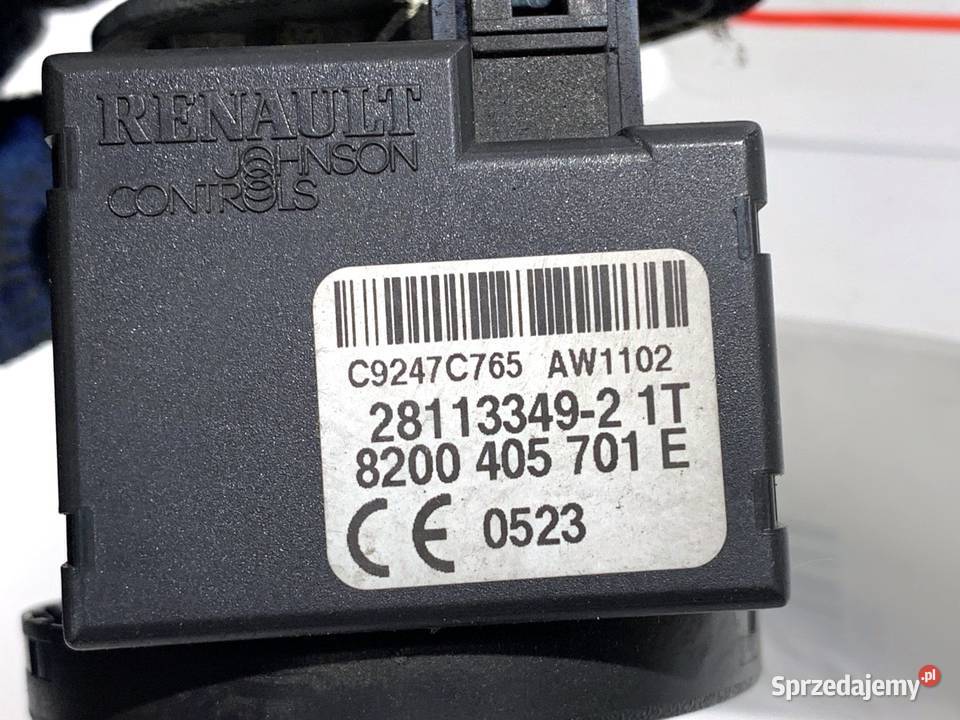 RENAULT
JOHNSON
CONTROLS
C9247C765 AW1102
28113349-2 1T
8200 405 701 E
CE 0523
Sprzedajemy.pl